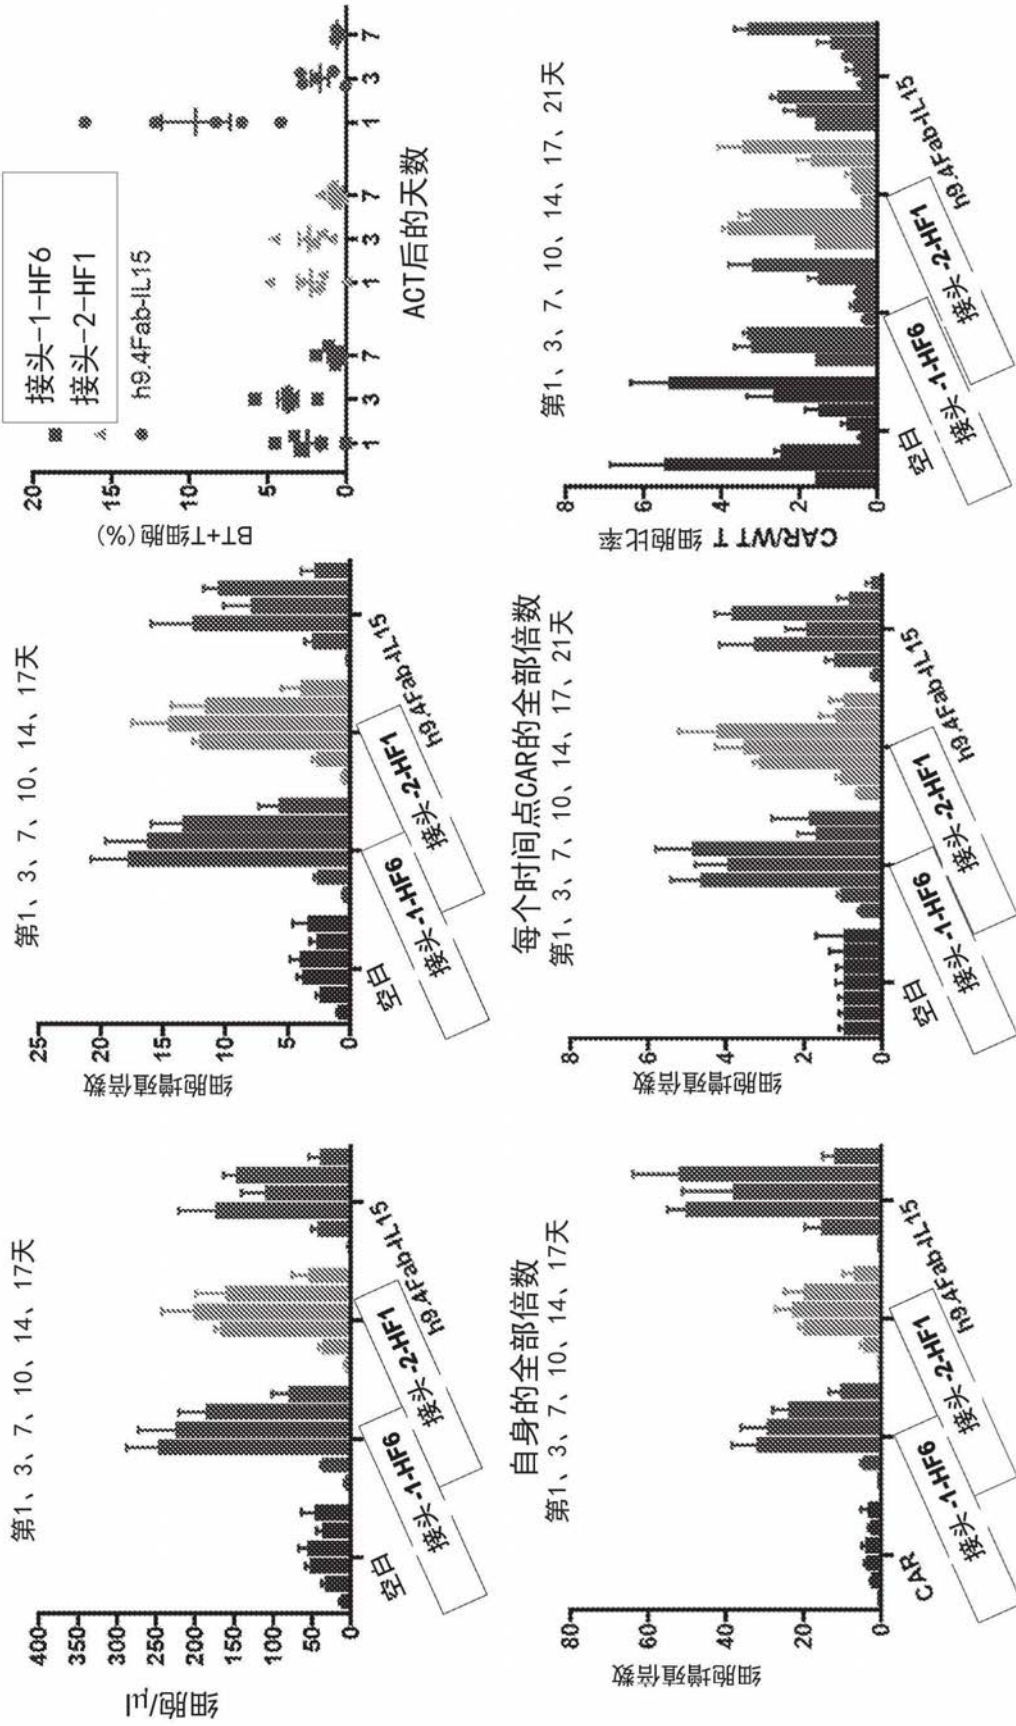 第1、3、7、10、14、17天
细胞/μl
400
350
300
250
200
150
100
50
0
空白
接头-1-HF6
接头-2-HF1
h9.4Fab-IL15
第1、3、7、10、14、17天
细胞增殖倍数
25
20
15
10
5
0
空白
接头-1-HF6
接头-2-HF1
h9.4Fab-IL15
接头-1-HF6
接头-2-HF1
h9.4Fab-IL15
BT+T细胞(%)
20
15
10
5
0
1 3 7 1 3 7 1 3 7
ACT后的天数
自身的全部倍数
第1、3、7、10、14、17天
细胞增殖倍数
80
60
40
20
0
CAR
接头-1-HF6
接头-2-HF1
h9.4Fab-IL15
每个时间点CAR的全部倍数
第1、3、7、10、14、17、21天
细胞增殖倍数
8
6
4
2
0
空白
接头-1-HF6
接头-2-HF1
h9.4Fab-IL15
第1、3、7、10、14、17、21天
CAR/WT T 细胞比率
8
6
4
2
0
空白
接头-1-HF6
接头-2-HF1
h9.4Fab-IL15